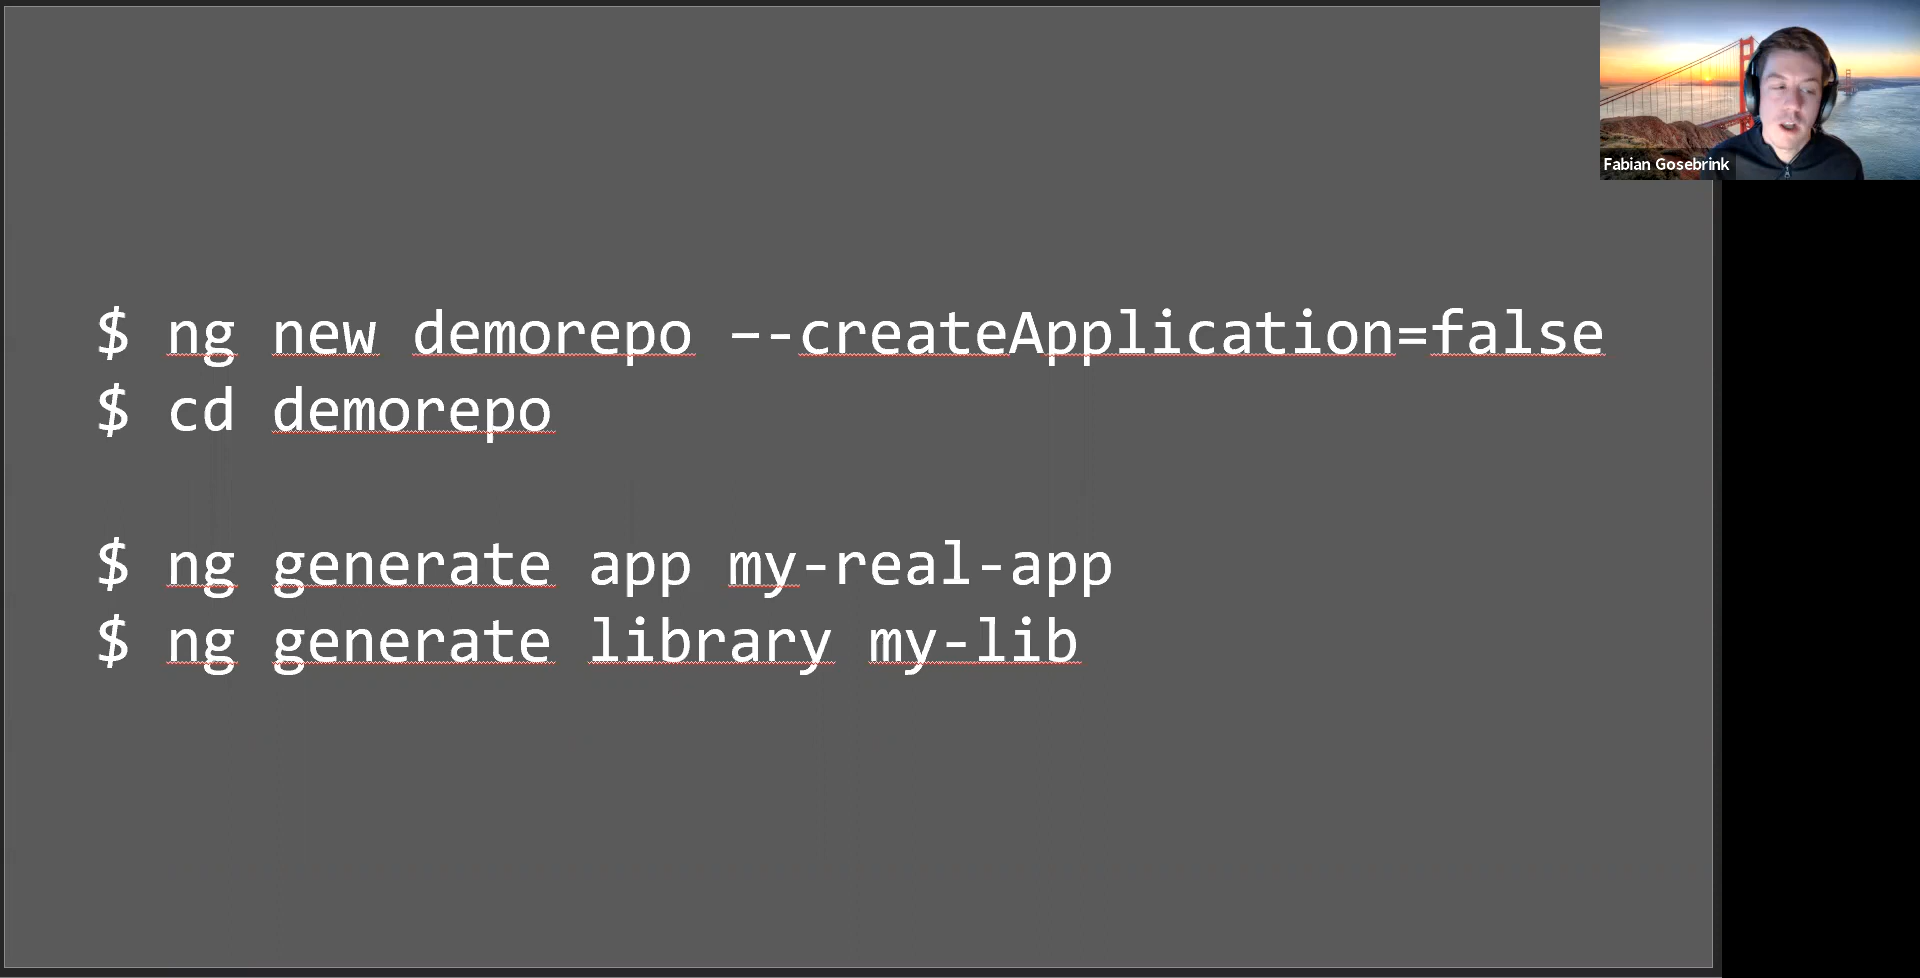 Fabian Gosebrink
$ ng new demorepo –-createApplication=false
$ cd demorepo
$ ng generate app my-real-app
$ ng generate library my-lib